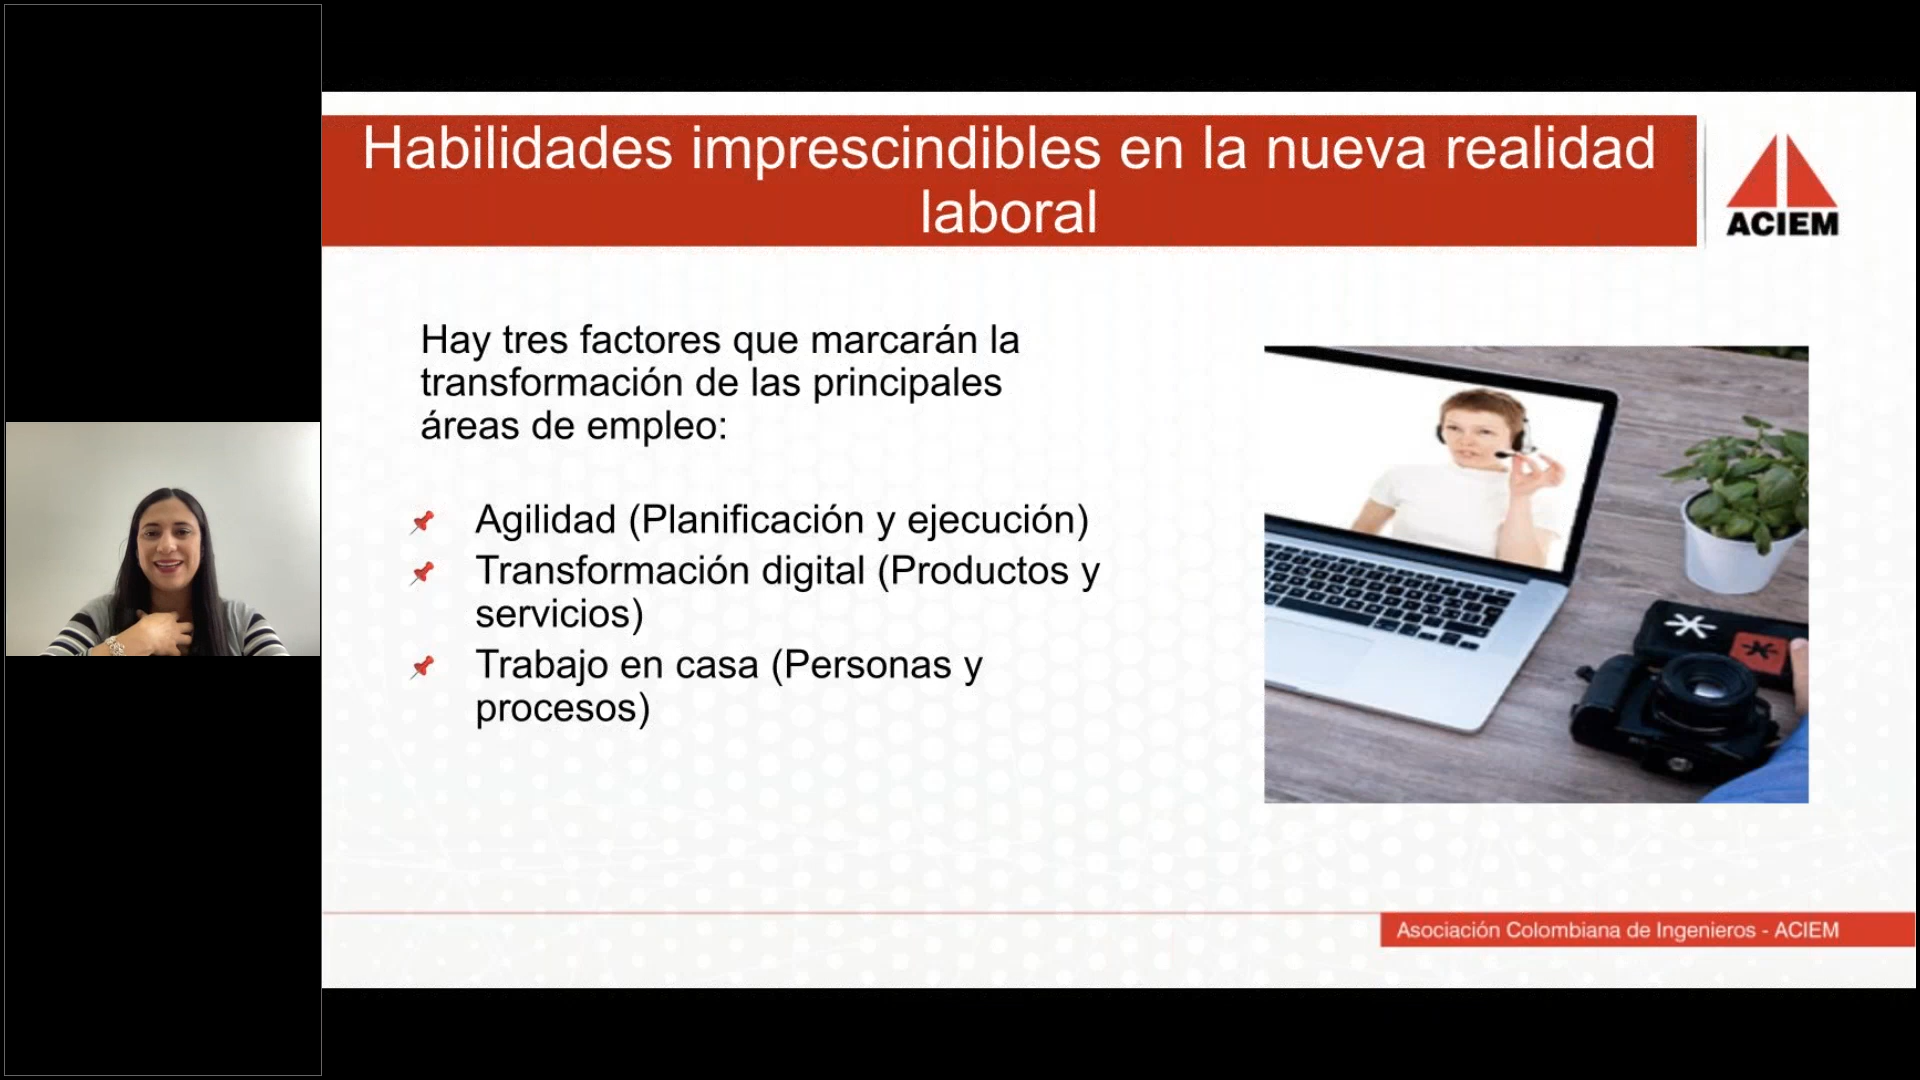 Habilidades imprescindibles en la nueva realidad
laboral
ACIEM
Hay tres factores que marcarán la
transformación de las principales
áreas de empleo:
Agilidad (Planificación y ejecución)
Transformación digital (Productos y
servicios)
Trabajo en casa (Personas y
procesos)
Asociación Colombiana de Ingenieros - ACIEM